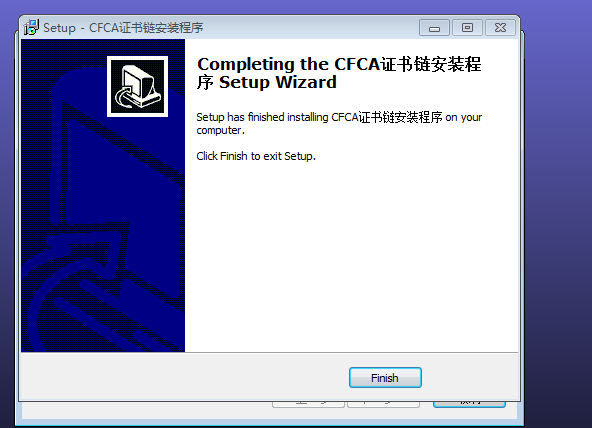 Setup - CFCA证书链安装程序
Completing the CFCA证书链安装程
序 Setup Wizard
Setup has finished installing CFCA证书链安装程序 on your
computer.
Click Finish to exit Setup.
Finish